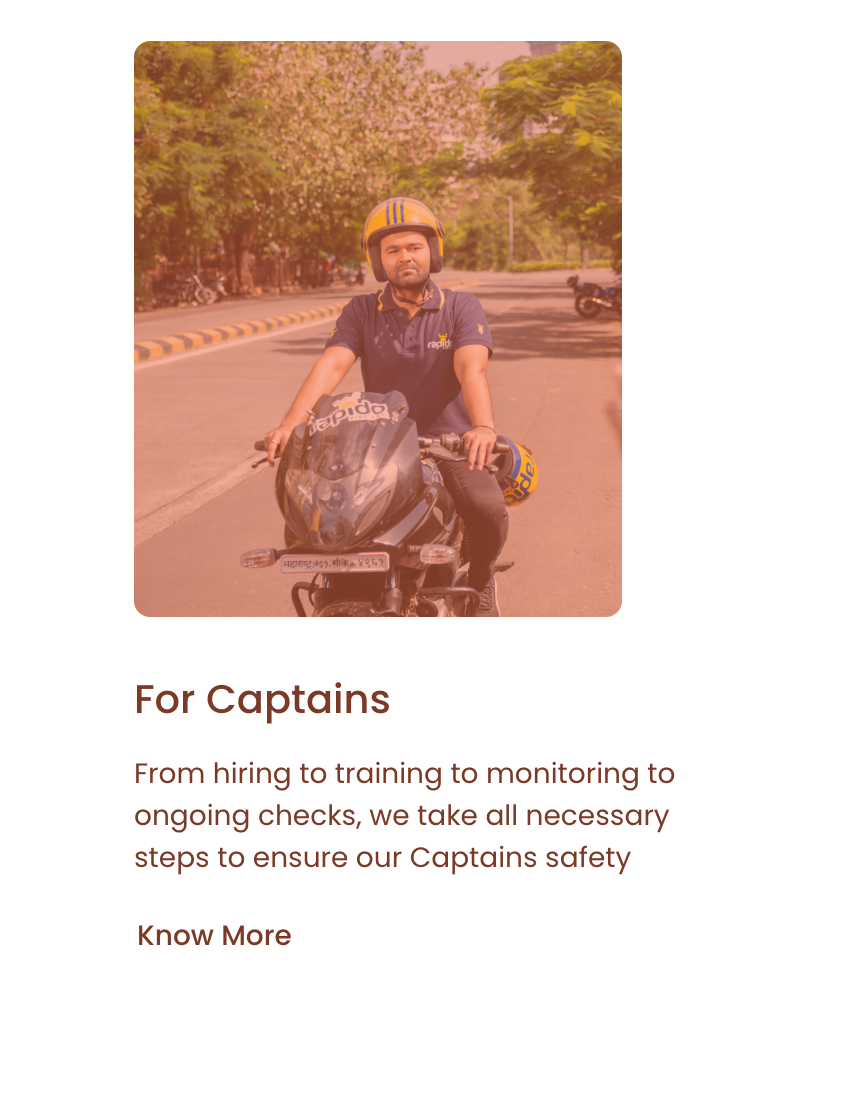 rapido
rapido
For Captains
From hiring to training to monitoring to
ongoing checks, we take all necessary
steps to ensure our Captains safety
Know More